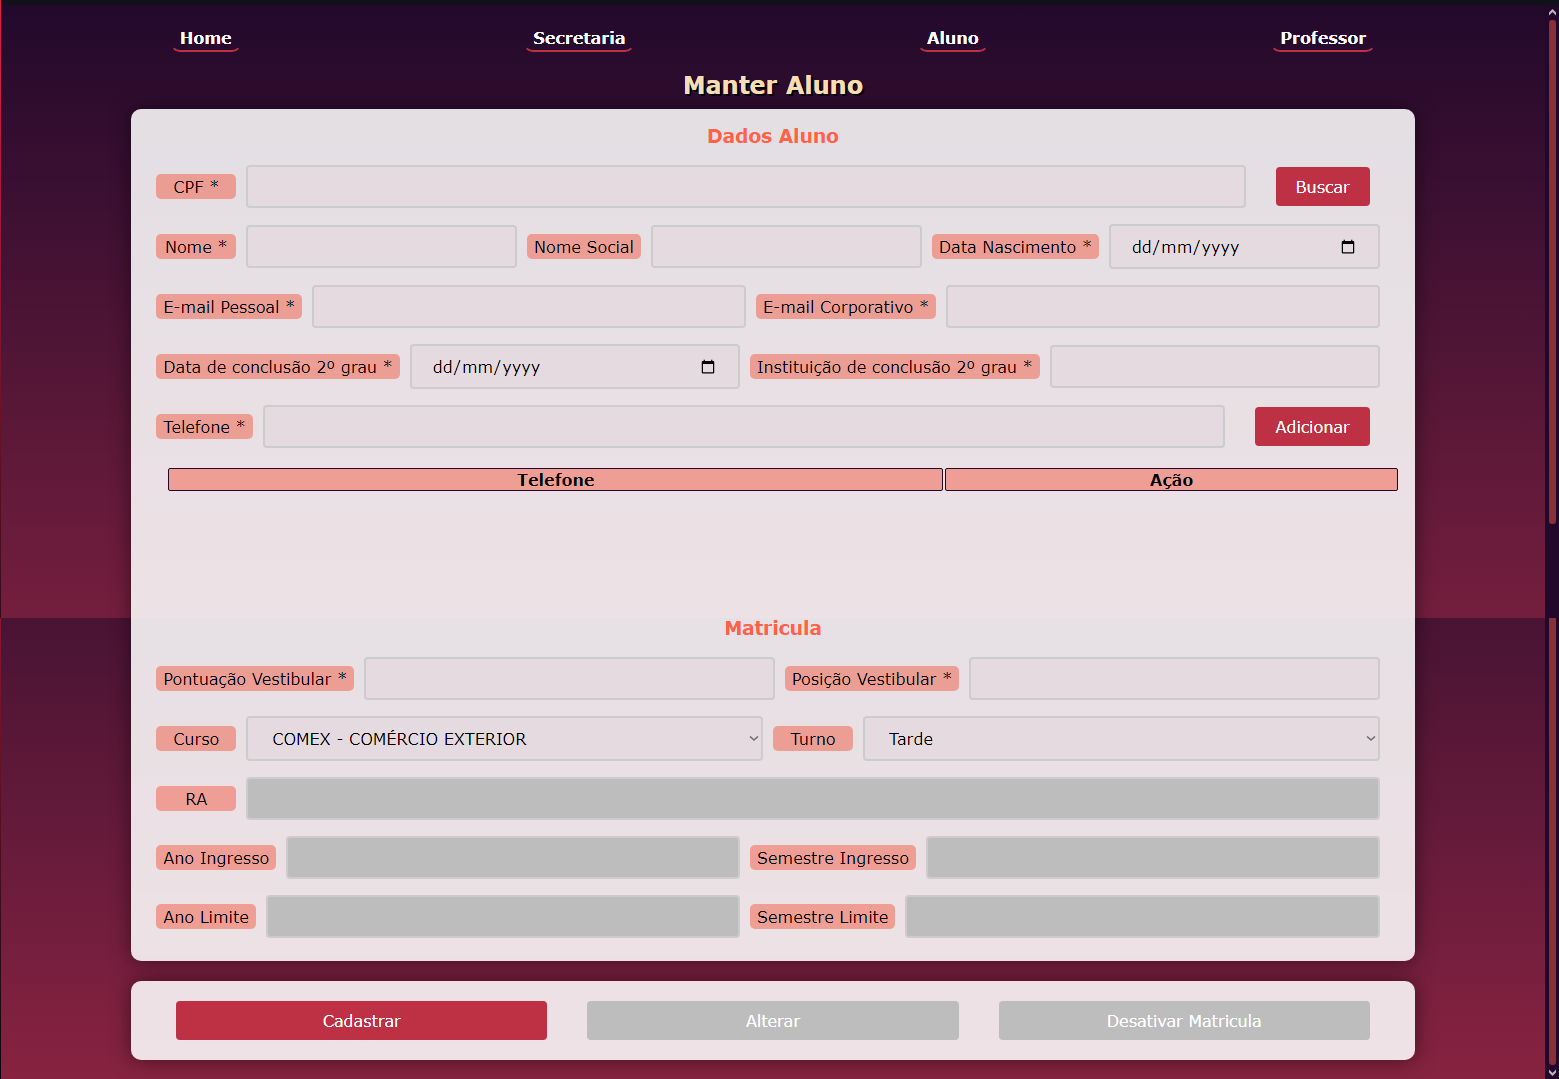 Home Secretaria Aluno Professor
Manter Aluno
Dados Aluno
CPF * Buscar
Nome * Nome Social Data Nascimento * dd/mm/yyyy
E-mail Pessoal * E-mail Corporativo *
Data de conclusão 2º grau * dd/mm/yyyy Instituição de conclusão 2º grau *
Telefone * Adicionar
Telefone Ação
Matricula
Pontuação Vestibular * Posição Vestibular *
Curso COMEX - COMÉRCIO EXTERIOR Turno Tarde
RA
Ano Ingresso Semestre Ingresso
Ano Limite Semestre Limite
Cadastrar Alterar Desativar Matricula